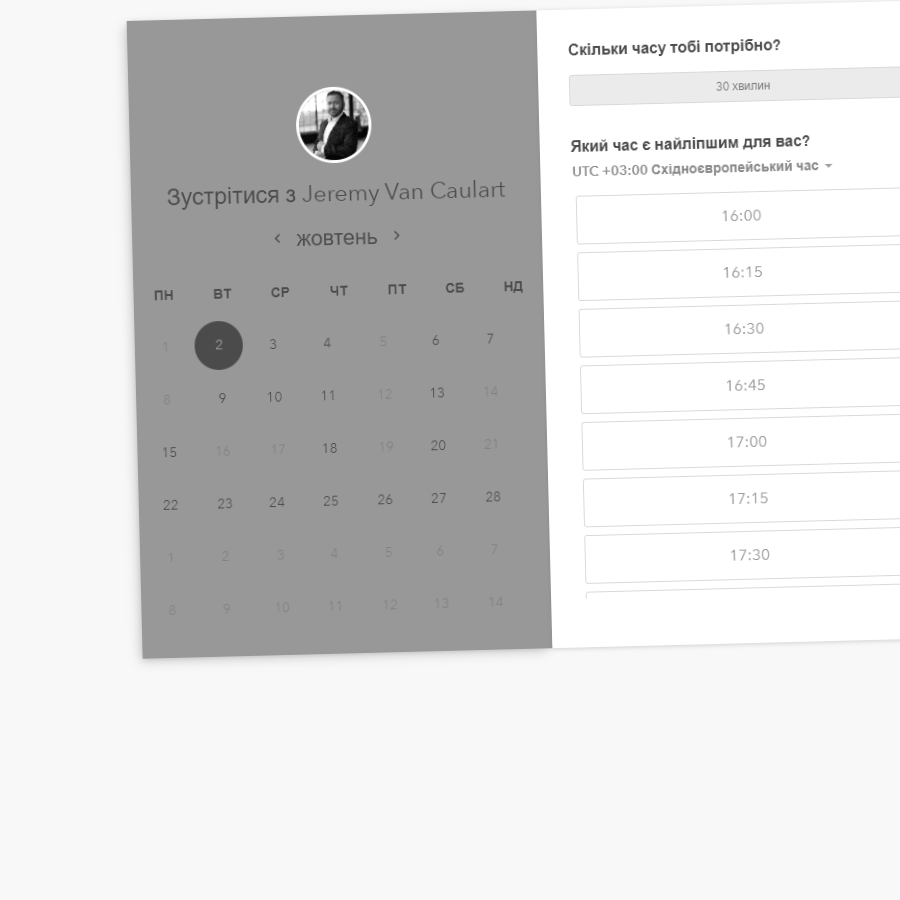 Зустрітися з Jeremy Van Caulart
жовтень
ПН ВТ СР ЧТ ПТ СБ НД
1 2 3 4 5 6 7
8 9 10 11 12 13 14
15 16 17 18 19 20 21
22 23 24 25 26 27 28
1 2 3 4 5 6 7
8 9 10 11 12 13 14
Скільки часу тобі потрібно?
30 хвилин
Який час є найліпшим для вас?
UTC +03:00 Східноєвропейський час
16:00
16:15
16:30
16:45
17:00
17:15
17:30